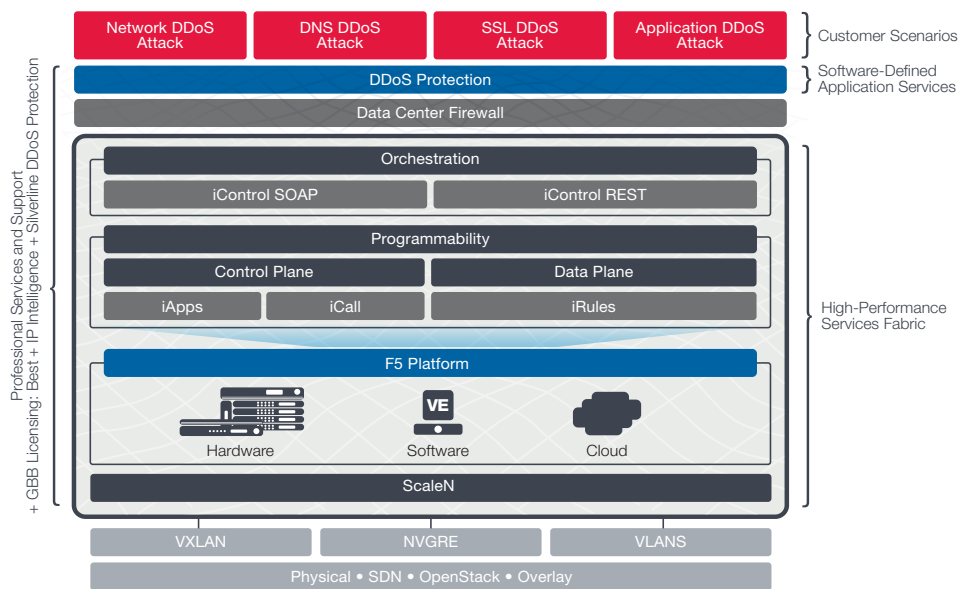 Network DDoS
Attack
DNS DDoS
Attack
SSL DDoS
Attack
Application DDoS
Attack
Customer Scenarios
DDoS Protection
Software-Defined
Application Services
Data Center Firewall
Orchestration
iControl SOAP
iControl REST
Programmability
Control Plane
Data Plane
iApps
iCall
iRules
High-Performance
Services Fabric
F5 Platform
VE
Hardware
Software
Cloud
ScaleN
VXLAN
NVGRE
VLANS
Physical • SDN • OpenStack • Overlay
Professional Services and Support
+ GBB Licensing: Best + IP Intelligence + Silverline DDoS Protection